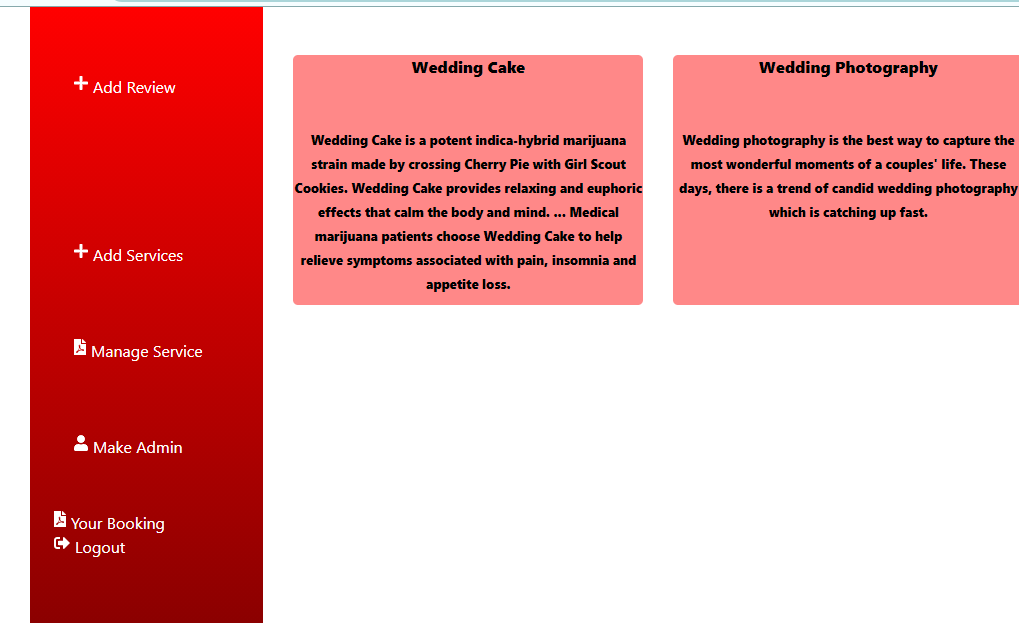 Add Review
Add Services
Manage Service
Make Admin
Your Booking
Logout
Wedding Cake
Wedding Cake is a potent indica-hybrid marijuana
strain made by crossing Cherry Pie with Girl Scout
Cookies. Wedding Cake provides relaxing and euphoric
effects that calm the body and mind. ... Medical
marijuana patients choose Wedding Cake to help
relieve symptoms associated with pain, insomnia and
appetite loss.
Wedding Photography
Wedding photography is the best way to capture the
most wonderful moments of a couples' life. These
days, there is a trend of candid wedding photography
which is catching up fast.